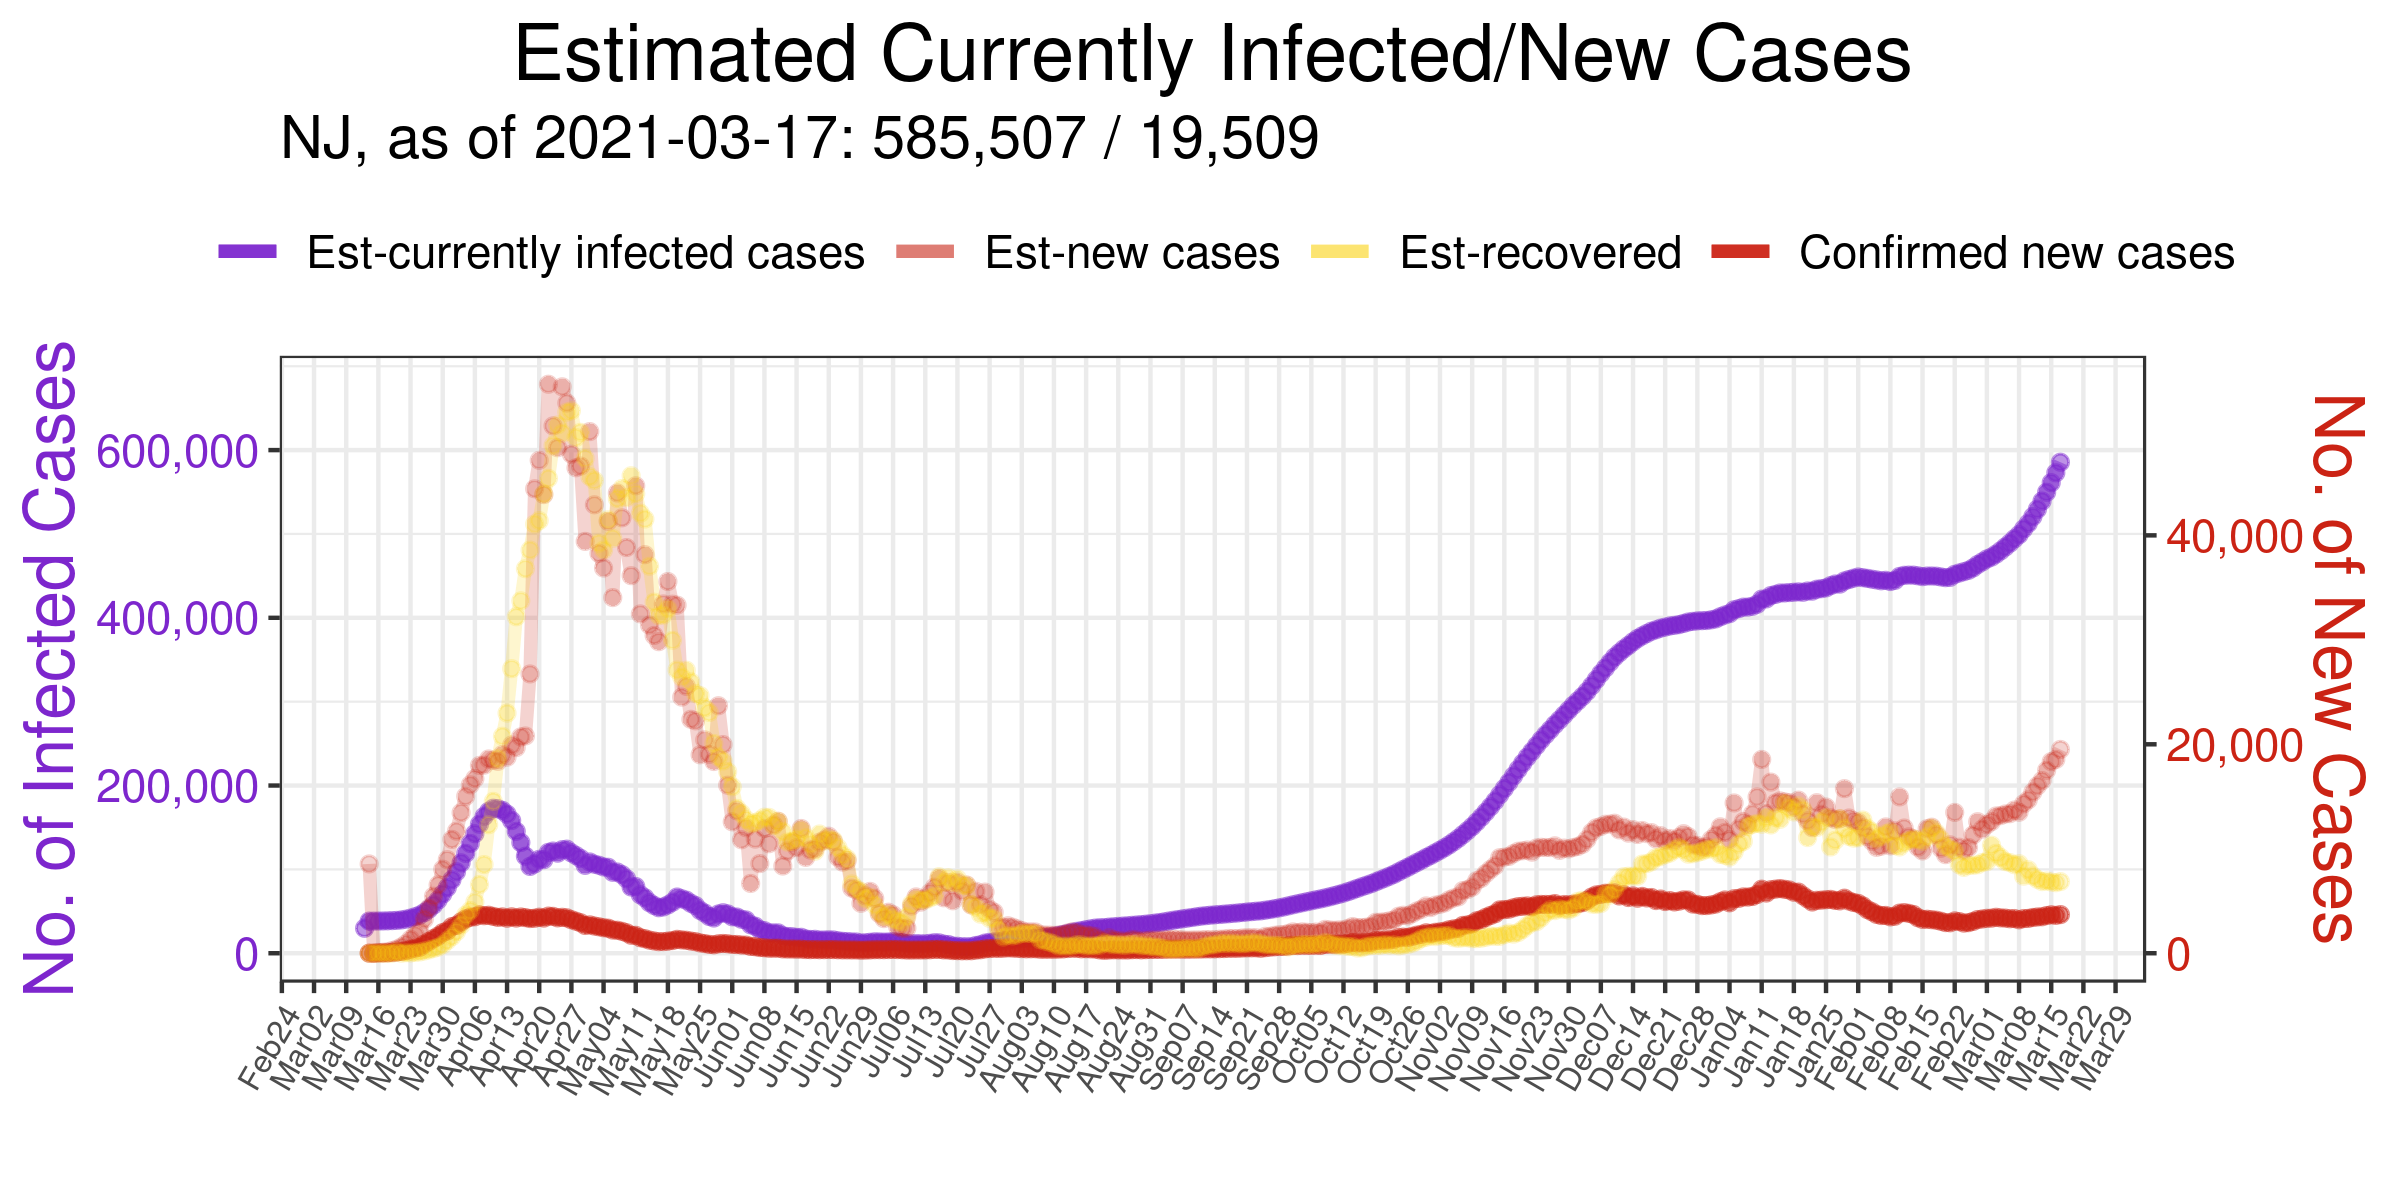 Estimated Currently Infected/New Cases
NJ, as of 2021-03-17: 585,507 / 19,509
Est-currently infected cases Est-new cases Est-recovered Confirmed new cases
No. of Infected Cases
600,000
400,000
200,000
0
40,000
20,000
0
No. of New Cases
Feb24 Mar02 Mar09 Mar16 Mar23 Mar30 Apr06 Apr13 Apr20 Apr27 May04 May11 May18 May25 Jun01 Jun08 Jun15 Jun22 Jun29 Jul06 Jul13 Jul20 Jul27 Aug03 Aug10 Aug17 Aug24 Aug31 Sep07 Sep14 Sep21 Sep28 Oct05 Oct12 Oct19 Oct26 Nov02 Nov09 Nov16 Nov23 Nov30 Dec07 Dec14 Dec21 Dec28 Jan04 Jan11 Jan18 Jan25 Feb01 Feb08 Feb15 Feb22 Mar01 Mar08 Mar15 Mar22 Mar29